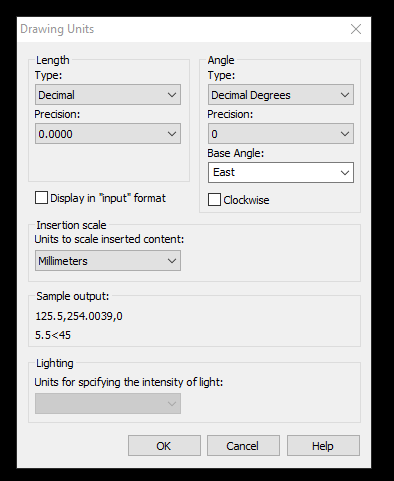 Drawing Units
Length
Type:
Decimal
Precision:
0.0000
Display in "input" format
Angle
Type:
Decimal Degrees
Precision:
0
Base Angle:
East
Clockwise
Insertion scale
Units to scale inserted content:
Millimeters
Sample output:
125.5,254.0039,0
5.5<45
Lighting
Units for spcifying the intensity of light:
OK
Cancel
Help